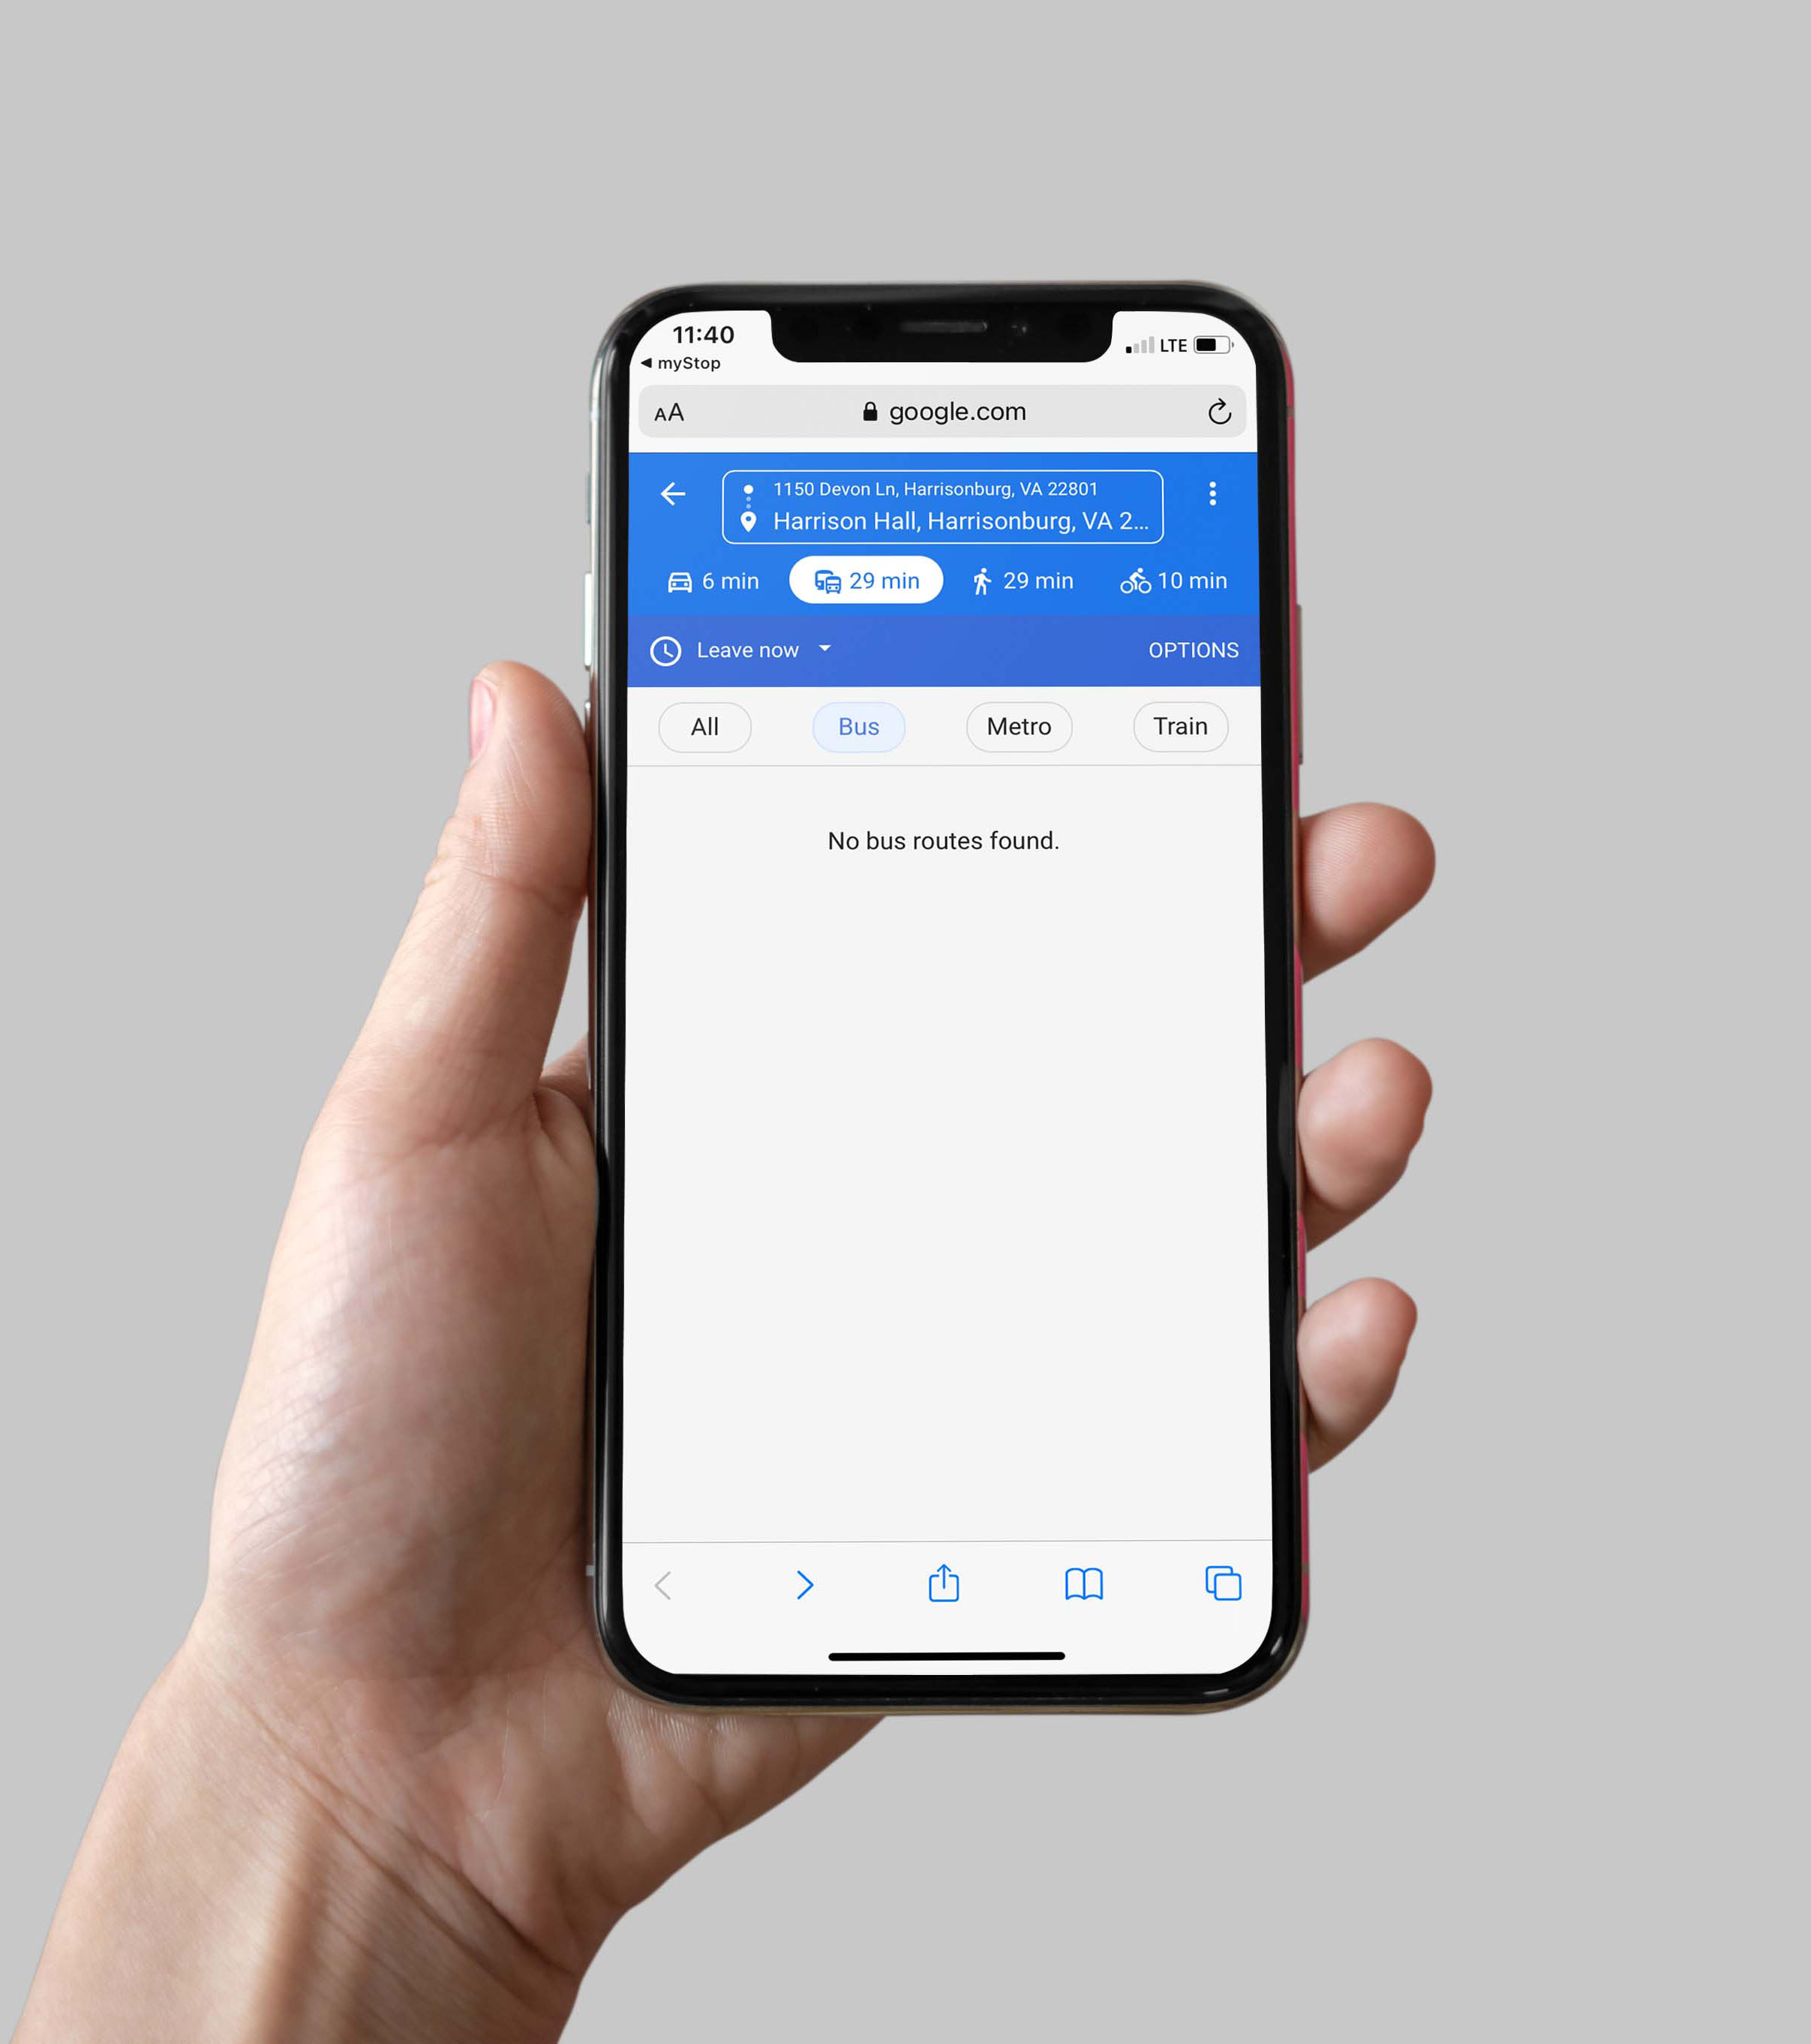 11:40
LTE
◀ myStop
AA
google.com
1150 Devon Ln, Harrisonburg, VA 22801
Harrison Hall, Harrisonburg, VA 2...
6 min
29 min
29 min
10 min
Leave now
OPTIONS
All
Bus
Metro
Train
No bus routes found.